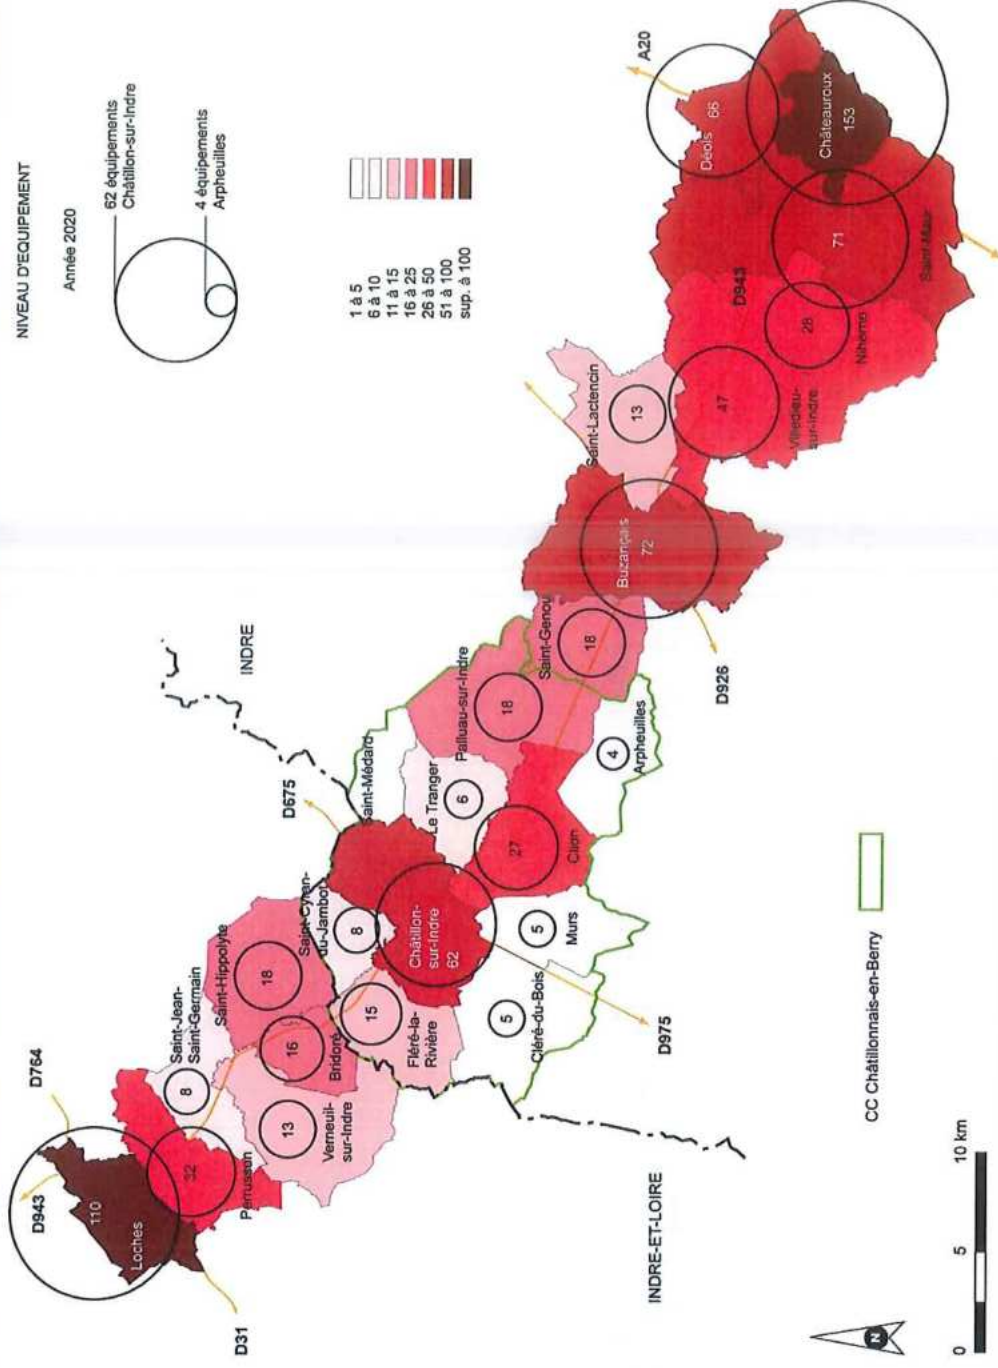 NIVEAU D'EQUIPEMENT
Année 2020
62 équipements
Châtillon-sur-Indre
4 équipements
Arpheuilles
1 à 5
6 à 10
11 à 15
16 à 25
26 à 50
51 à 100
sup. à 100
D764
D943
110
Loches
D31
32
Perrusson
8
Saint-Jean-
Saint-Germain
Saint-Hippolyte
18
16
Bridoré
13
Verneuil-
sur-Indre
Saint-Cyran-
du-Jambot
8
15
Fléré-la-
Rivière
D675
Châtillon-
sur-Indre
62
Saint-Médard
Le Tranger
6
27
Clion
5
Murs
5
Cléré-du-Bois
D975
INDRE
Palluau-sur-Indre
18
Saint-Genou
18
4
Arpheuilles
D926
Buzançais
72
Saint-Lactencin
13
47
Villedieu-
sur-Indre
D943
28
Niherne
71
Saint-Maur
A20
Déols
66
Châteauroux
153
INDRE-ET-LOIRE
CC Châtillonnais-en-Berry
N
0
5
10 km